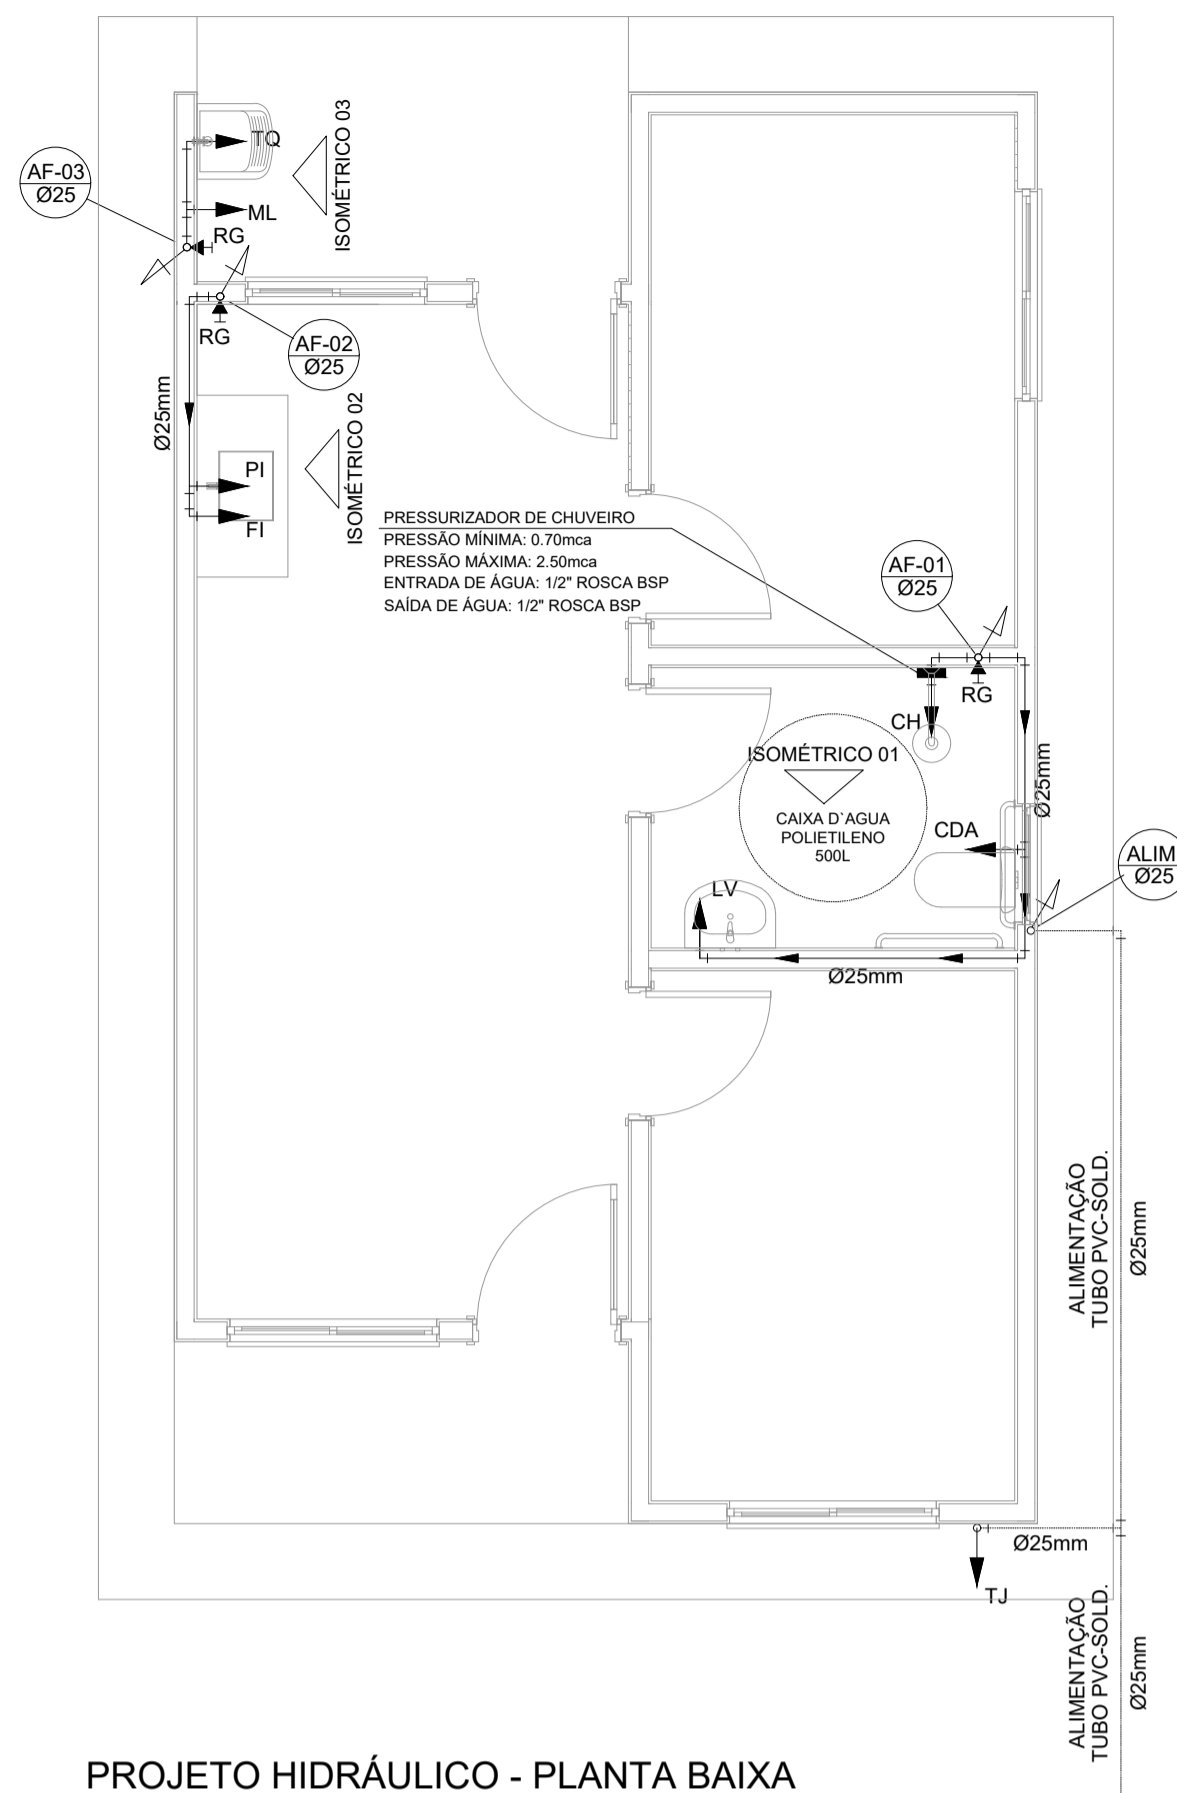 AF-03
Ø25
TQ
ISOMÉTRICO 03
ML
RG
RG
AF-02
Ø25
Ø25mm
ISOMÉTRICO 02
PI
FI
PRESSURIZADOR DE CHUVEIRO
PRESSÃO MÍNIMA: 0.70mca
PRESSÃO MÁXIMA: 2.50mca
ENTRADA DE ÁGUA: 1/2" ROSCA BSP
SAÍDA DE ÁGUA: 1/2" ROSCA BSP
AF-01
Ø25
RG
CH
ISOMÉTRICO 01
CAIXA D`AGUA
POLIETILENO
500L
Ø25mm
CDA
ALIM
Ø25
LV
Ø25mm
ALIMENTAÇÃO
TUBO PVC-SOLD.
Ø25mm
Ø25mm
TJ
ALIMENTAÇÃO
TUBO PVC-SOLD.
Ø25mm
PROJETO HIDRÁULICO - PLANTA BAIXA